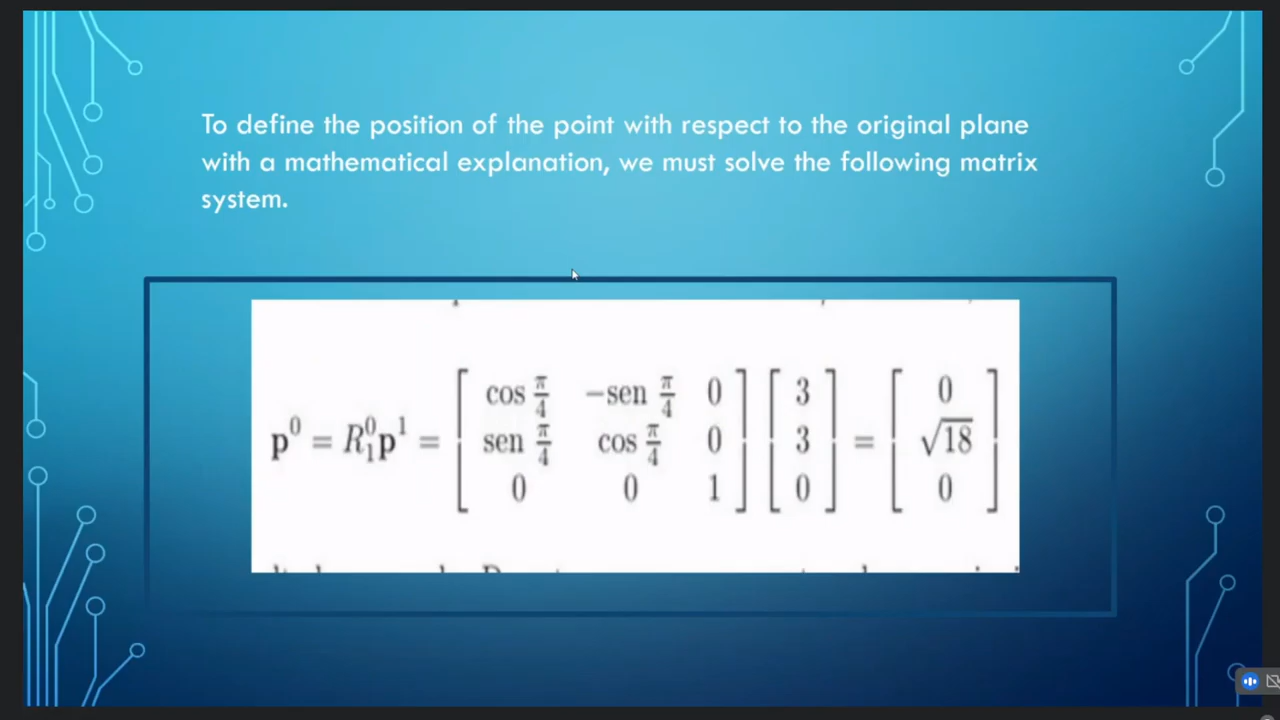 To define the position of the point with respect to the original plane
with a mathematical explanation, we must solve the following matrix
system.
p⁰ = R₁⁰p¹ = [ cos π/4 −sen π/4 0 ; sen π/4 cos π/4 0 ; 0 0 1 ] [ 3 ; 3 ; 0 ] = [ 0 ; √18 ; 0 ]